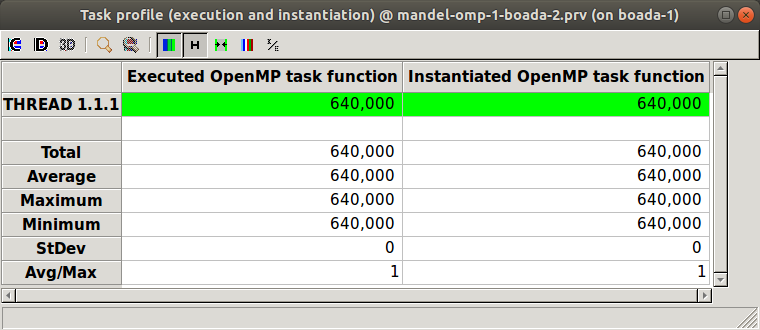 Task profile (execution and instantiation) @ mandel-omp-1-boada-2.prv (on boada-1)
3D
Executed OpenMP task function Instantiated OpenMP task function
THREAD 1.1.1 640,000 640,000
Total 640,000 640,000
Average 640,000 640,000
Maximum 640,000 640,000
Minimum 640,000 640,000
StDev 0 0
Avg/Max 1 1